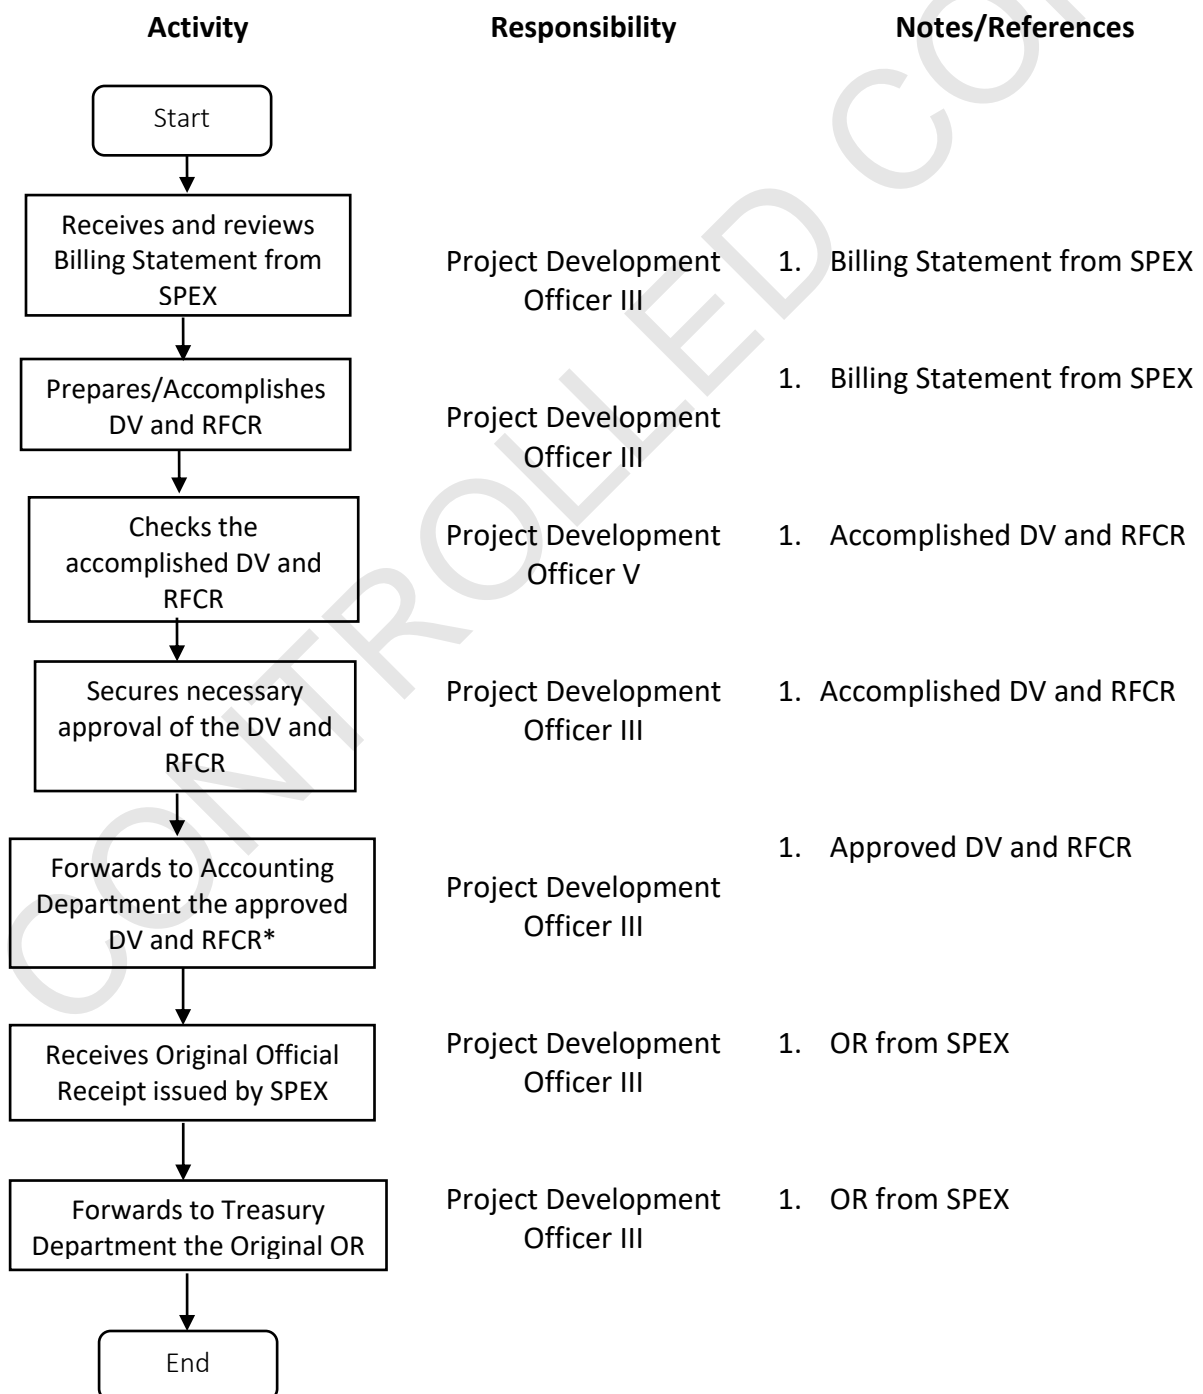 Activity Responsibility Notes/References
Start
Receives and reviews
Billing Statement from
SPEX
Project Development
Officer III
1. Billing Statement from SPEX
Prepares/Accomplishes
DV and RFCR
Project Development
Officer III
1. Billing Statement from SPEX
Checks the
accomplished DV and
RFCR
Project Development
Officer V
1. Accomplished DV and RFCR
Secures necessary
approval of the DV and
RFCR
Project Development
Officer III
1. Accomplished DV and RFCR
Forwards to Accounting
Department the approved
DV and RFCR*
Project Development
Officer III
1. Approved DV and RFCR
Receives Original Official
Receipt issued by SPEX
Project Development
Officer III
1. OR from SPEX
Forwards to Treasury
Department the Original OR
Project Development
Officer III
1. OR from SPEX
End
CONTROLLED CO